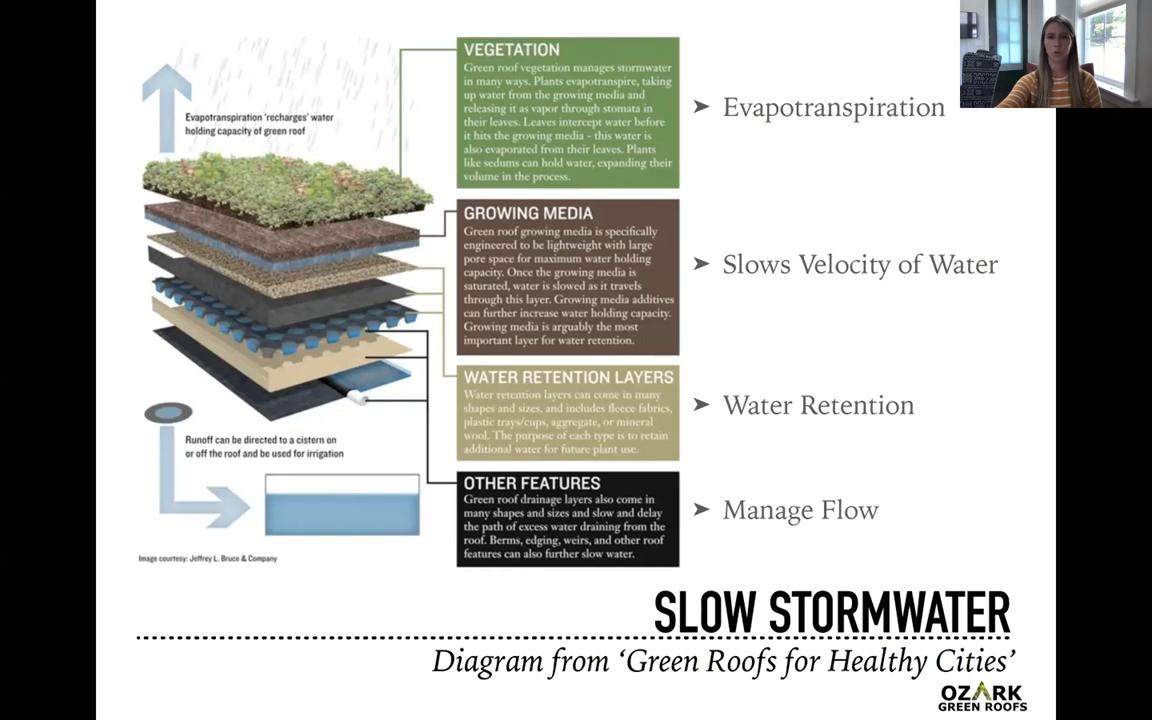 Evapotranspiration 'recharges' water
holding capacity of green roof
VEGETATION
Green roof vegetation manages stormwater
in many ways. Plants evapotranspire, taking
up water from the growing media and
releasing it as vapor through stomata in
their leaves. Leaves intercept water before
it hits the growing media - this water is
also evaporated from their leaves. Plants
like sedums can hold water, expanding their
volume in the process.
➤ Evapotranspiration
GROWING MEDIA
Green roof growing media is specifically
engineered to be lightweight with large
pore space for maximum water holding
capacity. Once the growing media is
saturated, water is slowed as it travels
through this layer. Growing media additives
can further increase water holding capacity.
Growing media is arguably the most
important layer for water retention.
➤ Slows Velocity of Water
WATER RETENTION LAYERS
Water retention layers can come in many
shapes and sizes, and includes fleece fabrics,
plastic trays/cups, aggregate, or mineral
wool. The purpose of each type is to retain
additional water for future plant use.
➤ Water Retention
Runoff can be directed to a cistern on
or off the roof and be used for irrigation
OTHER FEATURES
Green roof drainage layers also come in
many shapes and sizes and slow and delay
the path of excess water draining from the
roof. Berms, edging, weirs, and other roof
features can also further slow water.
➤ Manage Flow
Image courtesy: Jeffrey L. Bruce & Company
SLOW STORMWATER
Diagram from 'Green Roofs for Healthy Cities'
OZARK
GREEN ROOFS